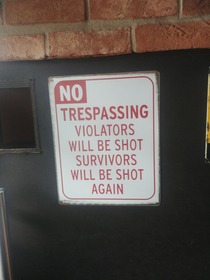 NO
TRESPASSING
VIOLATORS
WILL BE SHOT
SURVIVORS
WILL BE SHOT
AGAIN